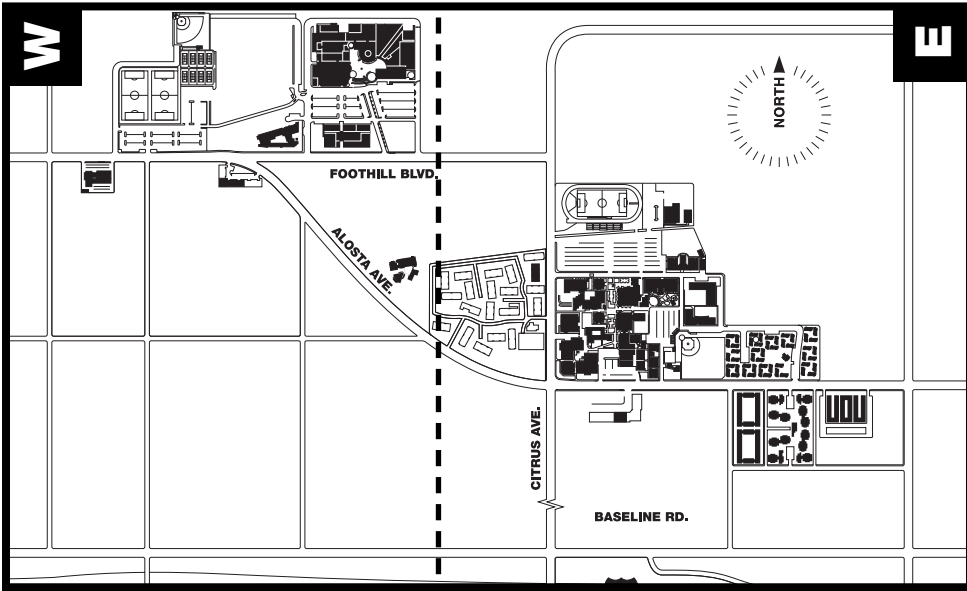 W
E
NORTH
FOOTHILL BLVD.
ALOSTA AVE.
CITRUS AVE.
BASELINE RD.